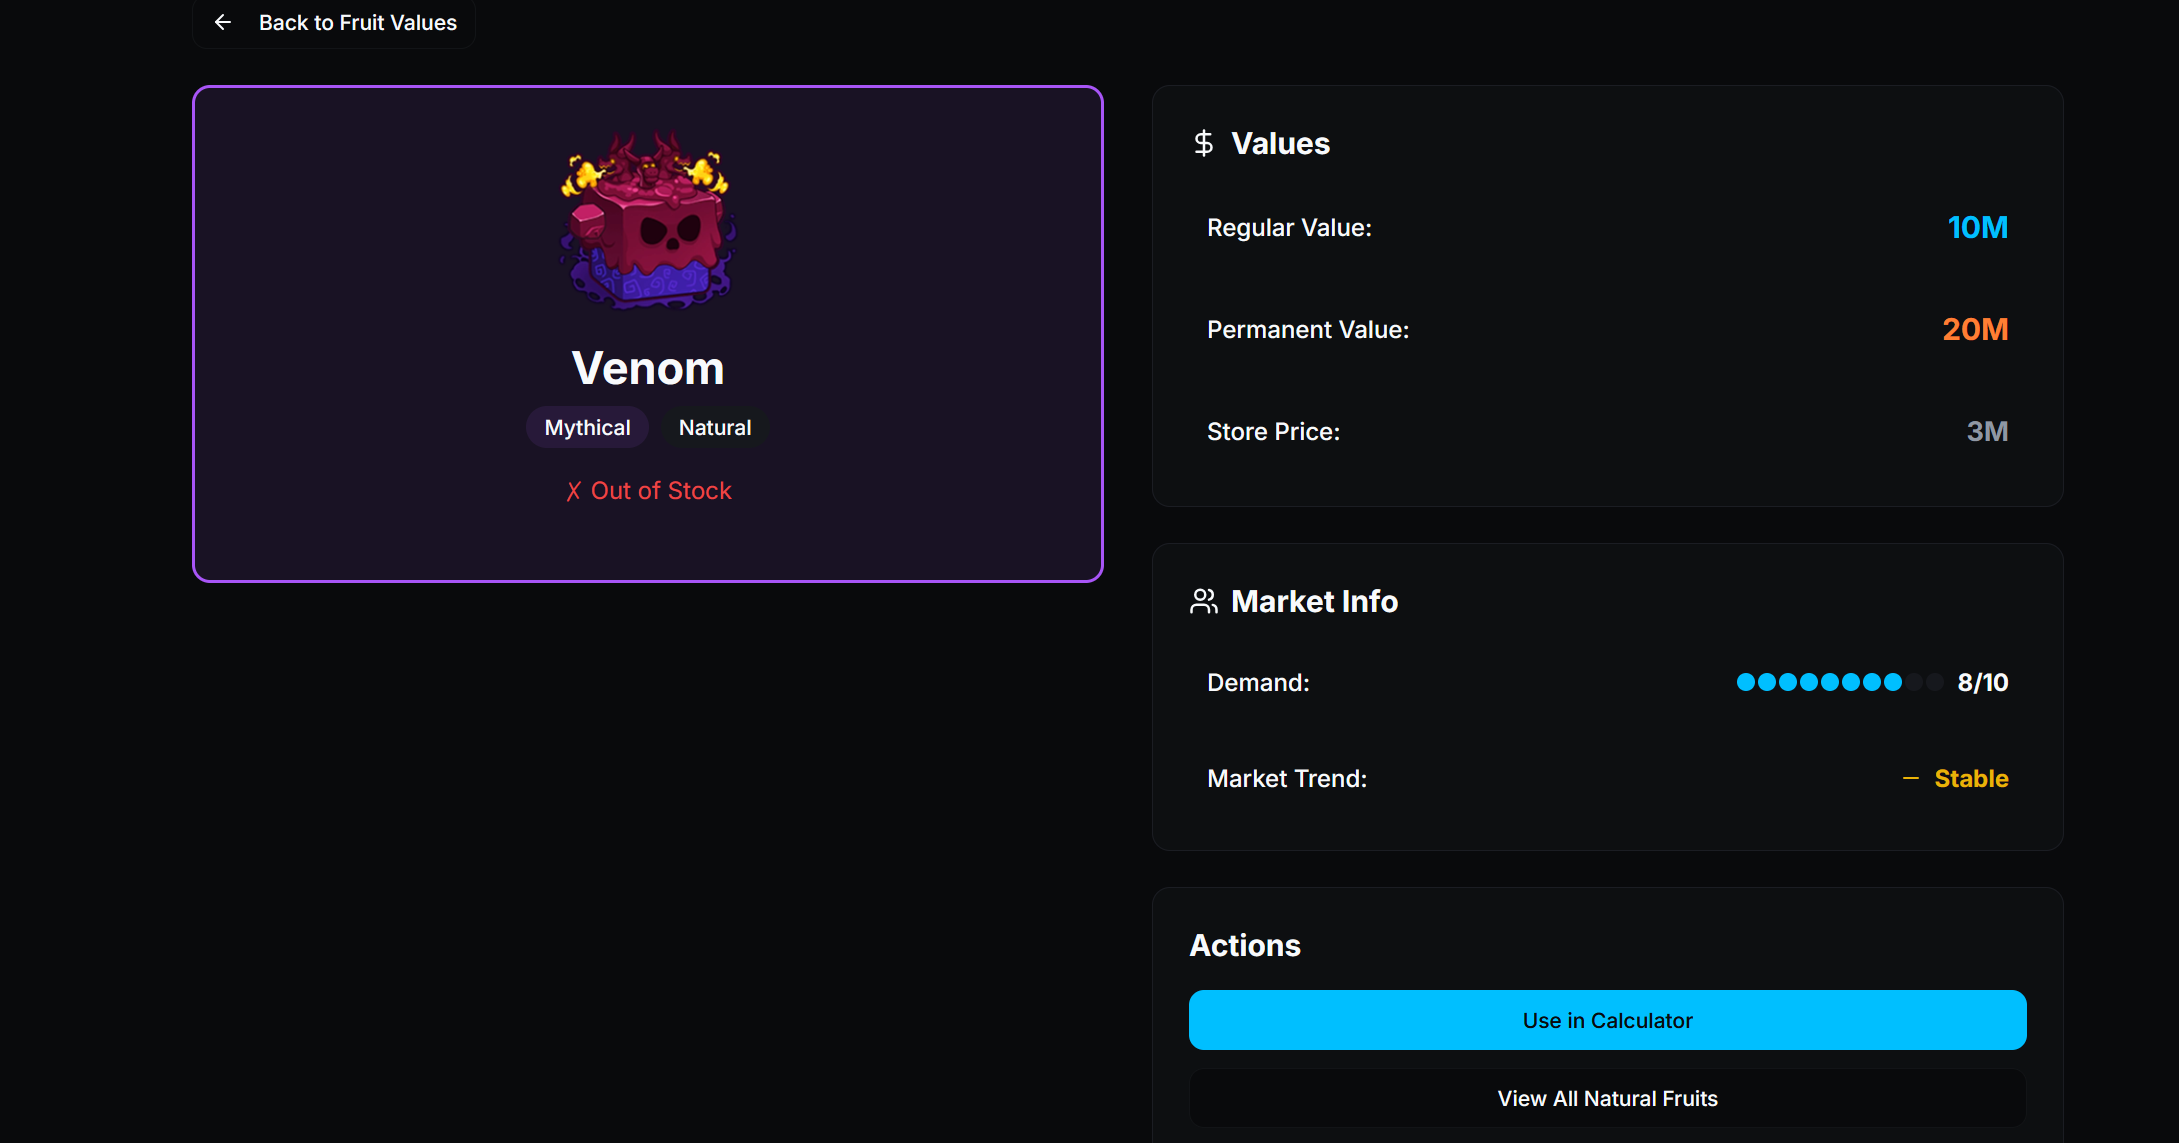 Back to Fruit Values
Venom
Mythical
Natural
✗ Out of Stock
Values
Regular Value:
10M
Permanent Value:
20M
Store Price:
3M
Market Info
Demand:
8/10
Market Trend:
Stable
Actions
Use in Calculator
View All Natural Fruits